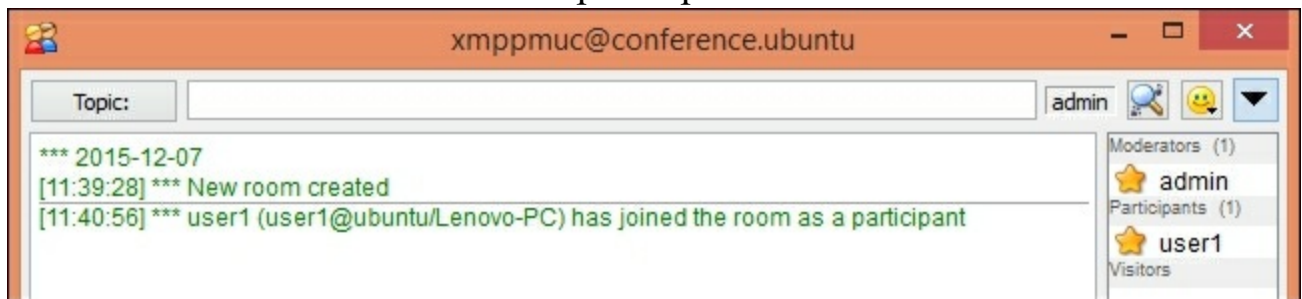 xmppmuc@conference.ubuntu
Topic:
admin
*** 2015-12-07
[11:39:28] *** New room created
[11:40:56] *** user1 (user1@ubuntu/Lenovo-PC) has joined the room as a participant
Moderators (1)
admin
Participants (1)
user1
Visitors